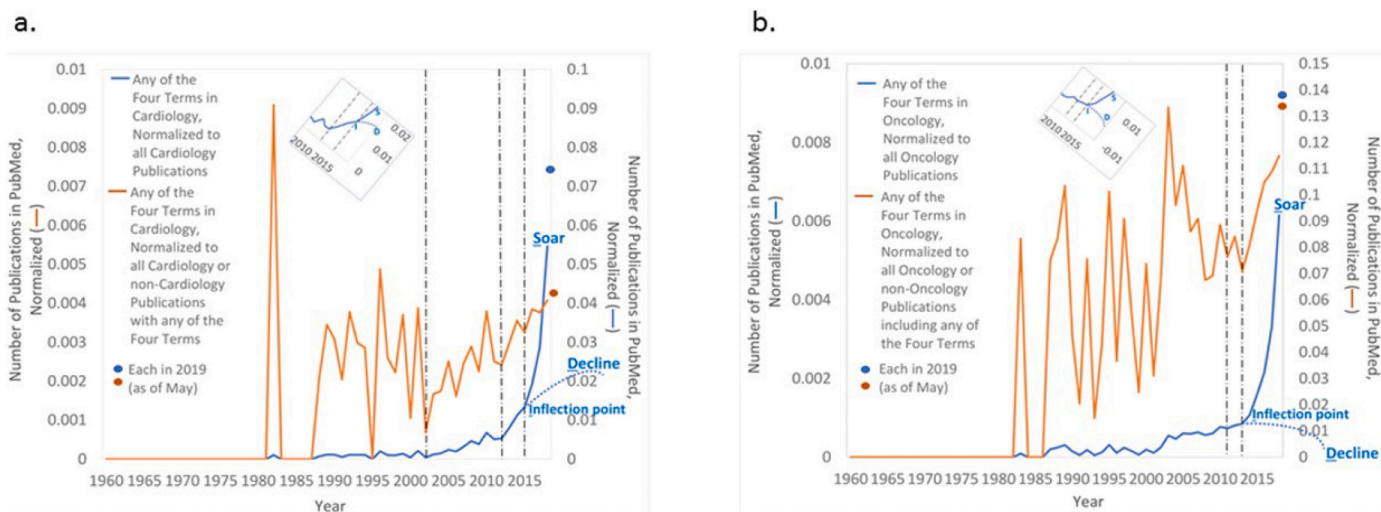 a.
Number of Publications in PubMed,
Normalized (—)
0.01
0.009
0.008
0.007
0.006
0.005
0.004
0.003
0.002
0.001
0
Any of the
Four Terms in
Cardiology,
Normalized to
all Cardiology
Publications
Any of the
Four Terms in
Cardiology,
Normalized to
all Cardiology or
non-Cardiology
Publications
with any of the
Four Terms
Each in 2019
(as of May)
S
I
D
2010 2015
0.02
0.01
0
Soar
Decline
Inflection point
0.1
0.09
0.08
0.07
0.06
0.05
0.04
0.03
0.02
0.01
0
Number of Publications in PubMed,
Normalized (—)
1960 1965 1970 1975 1980 1985 1990 1995 2000 2005 2010 2015
Year
b.
Number of Publications in PubMed,
Normalized (—)
0.01
0.008
0.006
0.004
0.002
0
Any of the
Four Terms in
Oncology,
Normalized to
all Oncology
Publications
Any of the
Four Terms in
Oncology,
Normalized to
all Oncology or
non-Oncology
Publications
including any of
the Four Terms
Each in 2019
(as of May)
S
I
D
2010 2015
0.01
-0.01
Soar
Inflection point
Decline
0.15
0.14
0.13
0.12
0.11
0.1
0.09
0.08
0.07
0.06
0.05
0.04
0.03
0.02
0.01
0
Number of Publications in PubMed,
Normalized (—)
1960 1965 1970 1975 1980 1985 1990 1995 2000 2005 2010 2015
Year